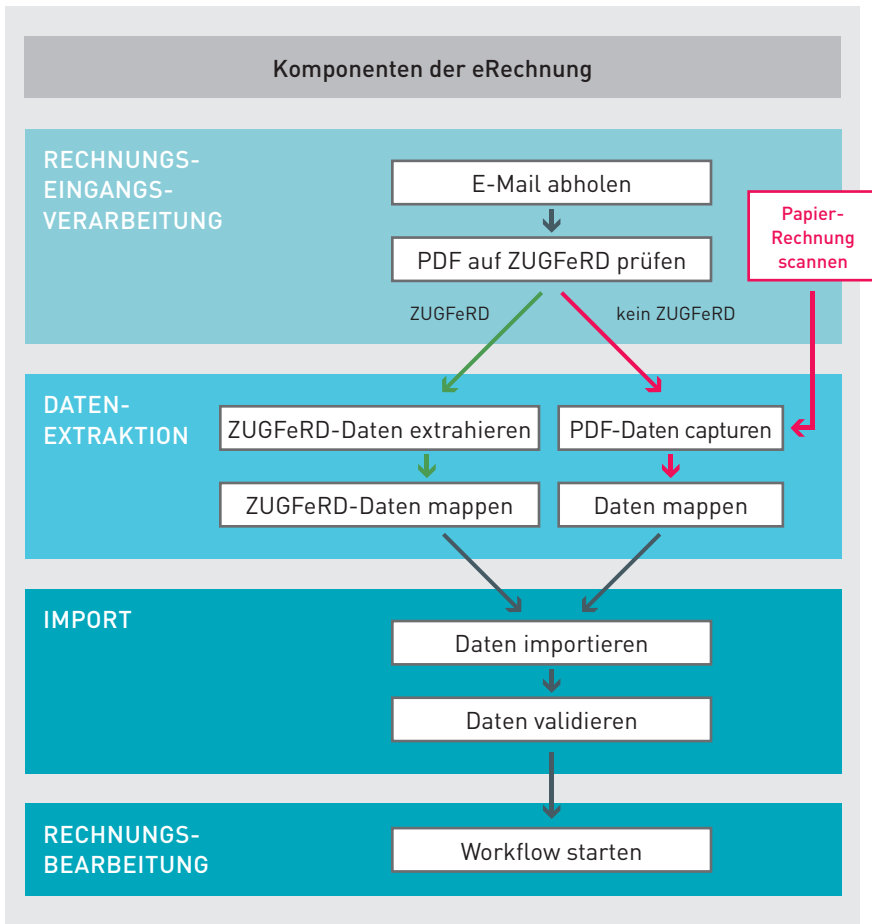 Komponenten der eRechnung
RECHNUNGS-
EINGANGS-
VERARBEITUNG
E-Mail abholen
PDF auf ZUGFeRD prüfen
Papier-
Rechnung
scannen
ZUGFeRD
kein ZUGFeRD
DATEN-
EXTRAKTION
ZUGFeRD-Daten extrahieren
PDF-Daten capturen
ZUGFeRD-Daten mappen
Daten mappen
IMPORT
Daten importieren
Daten validieren
RECHNUNGS-
BEARBEITUNG
Workflow starten